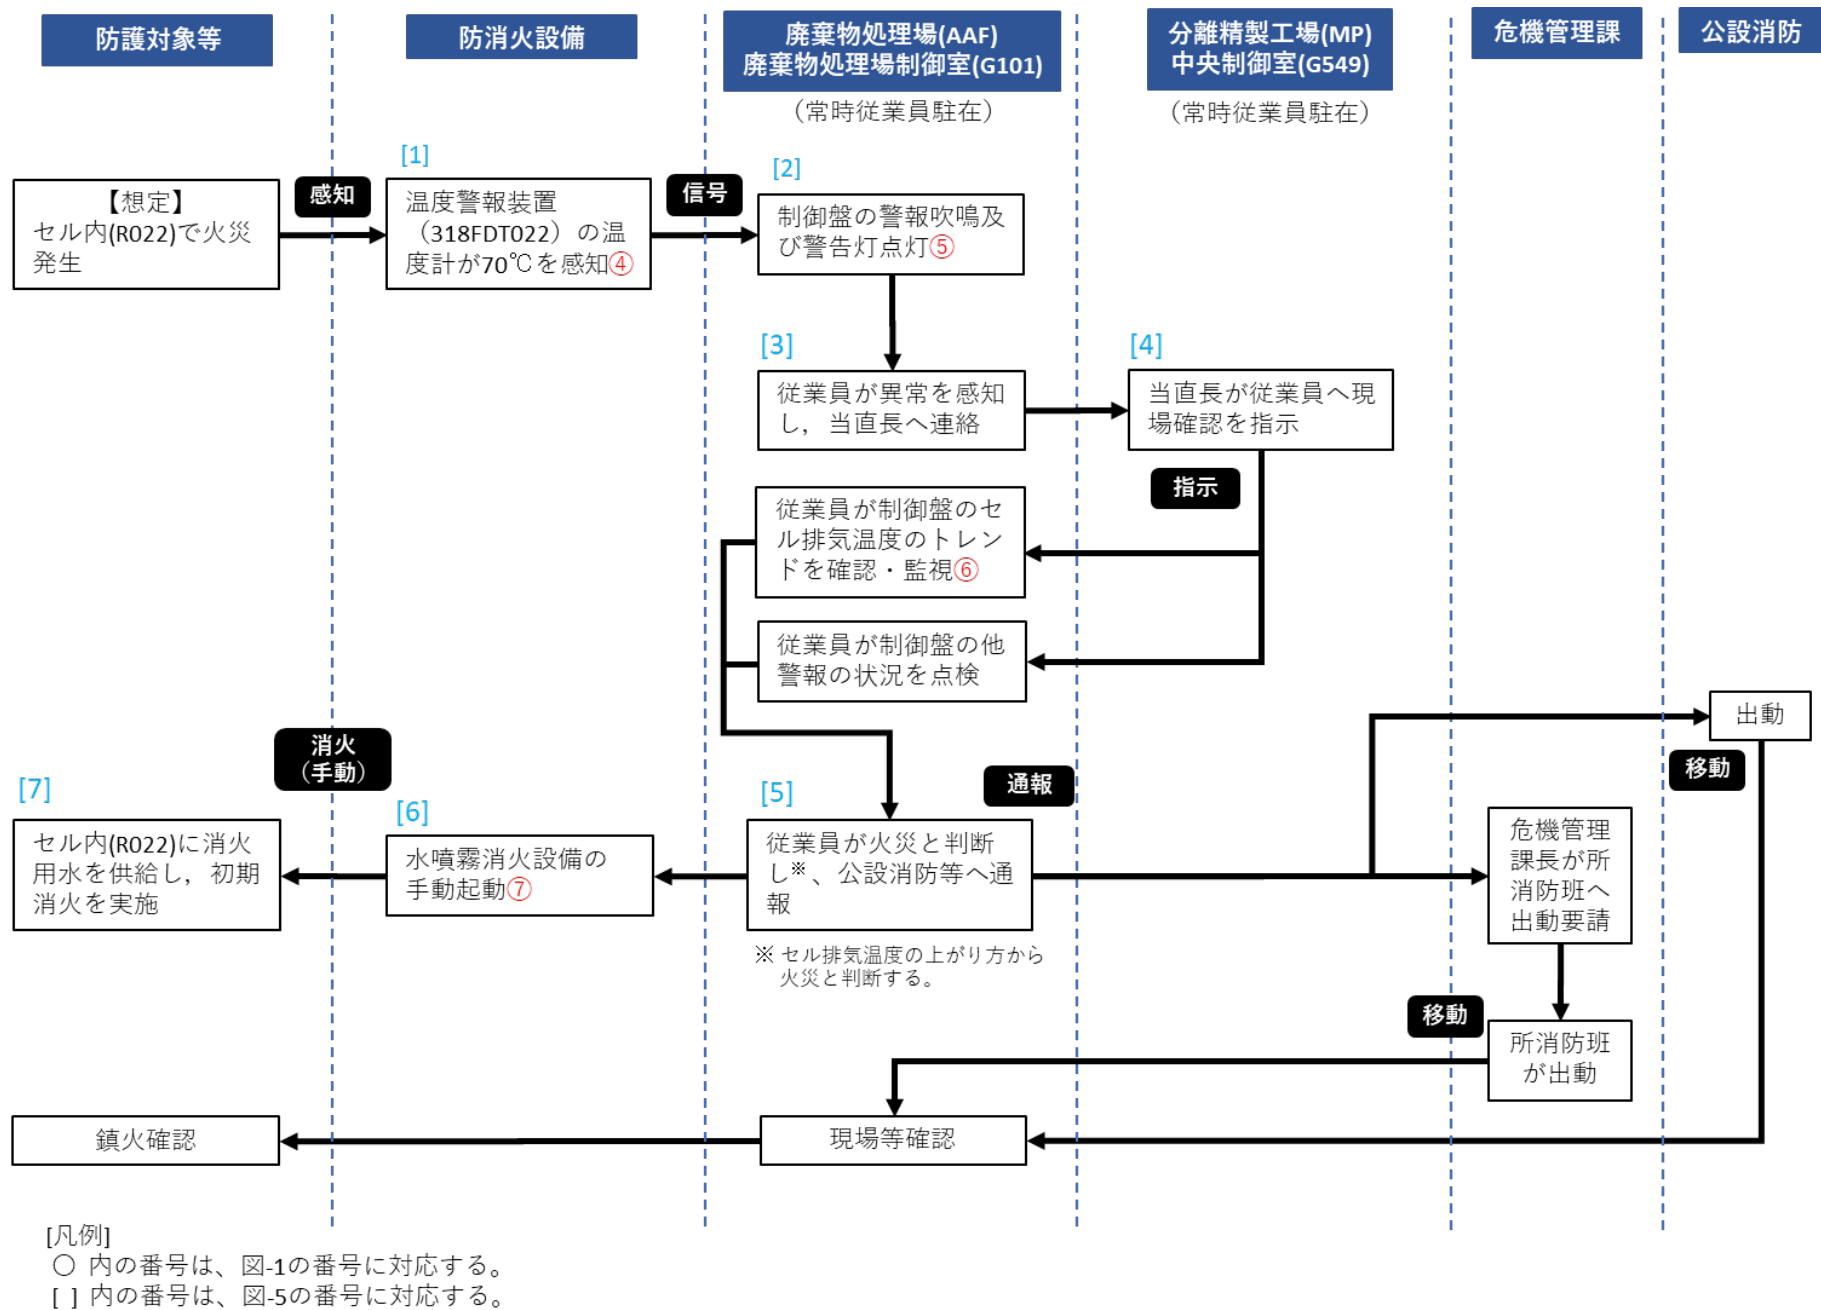 防護対象等
防消火設備
廃棄物処理場(AAF)
廃棄物処理場制御室(G101)
(常時従業員駐在)
分離精製工場(MP)
中央制御室(G549)
(常時従業員駐在)
危機管理課
公設消防
【想定】
セル内(R022)で火災
発生
感知
[1]
温度警報装置
(318FDT022)の温
度計が70℃を感知④
信号
[2]
制御盤の警報吹鳴及
び警告灯点灯⑤
[3]
従業員が異常を感知
し，当直長へ連絡
[4]
当直長が従業員へ現
場確認を指示
指示
従業員が制御盤のセ
ル排気温度のトレン
ドを確認・監視⑥
従業員が制御盤の他
警報の状況を点検
出動
移動
消火
(手動)
通報
[7]
セル内(R022)に消火
用水を供給し，初期
消火を実施
[6]
水噴霧消火設備の
手動起動⑦
[5]
従業員が火災と判断
し※、公設消防等へ通
報
※ セル排気温度の上がり方から
火災と判断する。
危機管理
課長が所
消防班へ
出動要請
移動
所消防班
が出動
鎮火確認
現場等確認
[凡例]
○ 内の番号は、図-1の番号に対応する。
[ ] 内の番号は、図-5の番号に対応する。